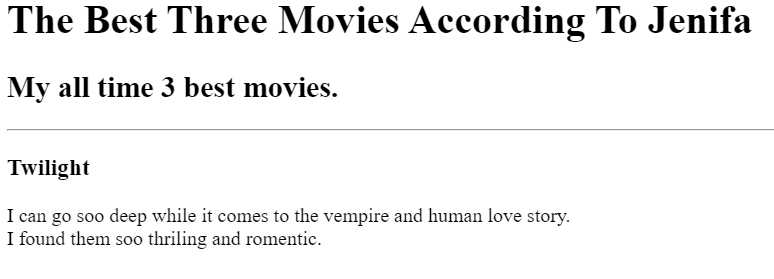 The Best Three Movies According To Jenifa
My all time 3 best movies.
Twilight
I can go soo deep while it comes to the vempire and human love story.
I found them soo thriling and romentic.